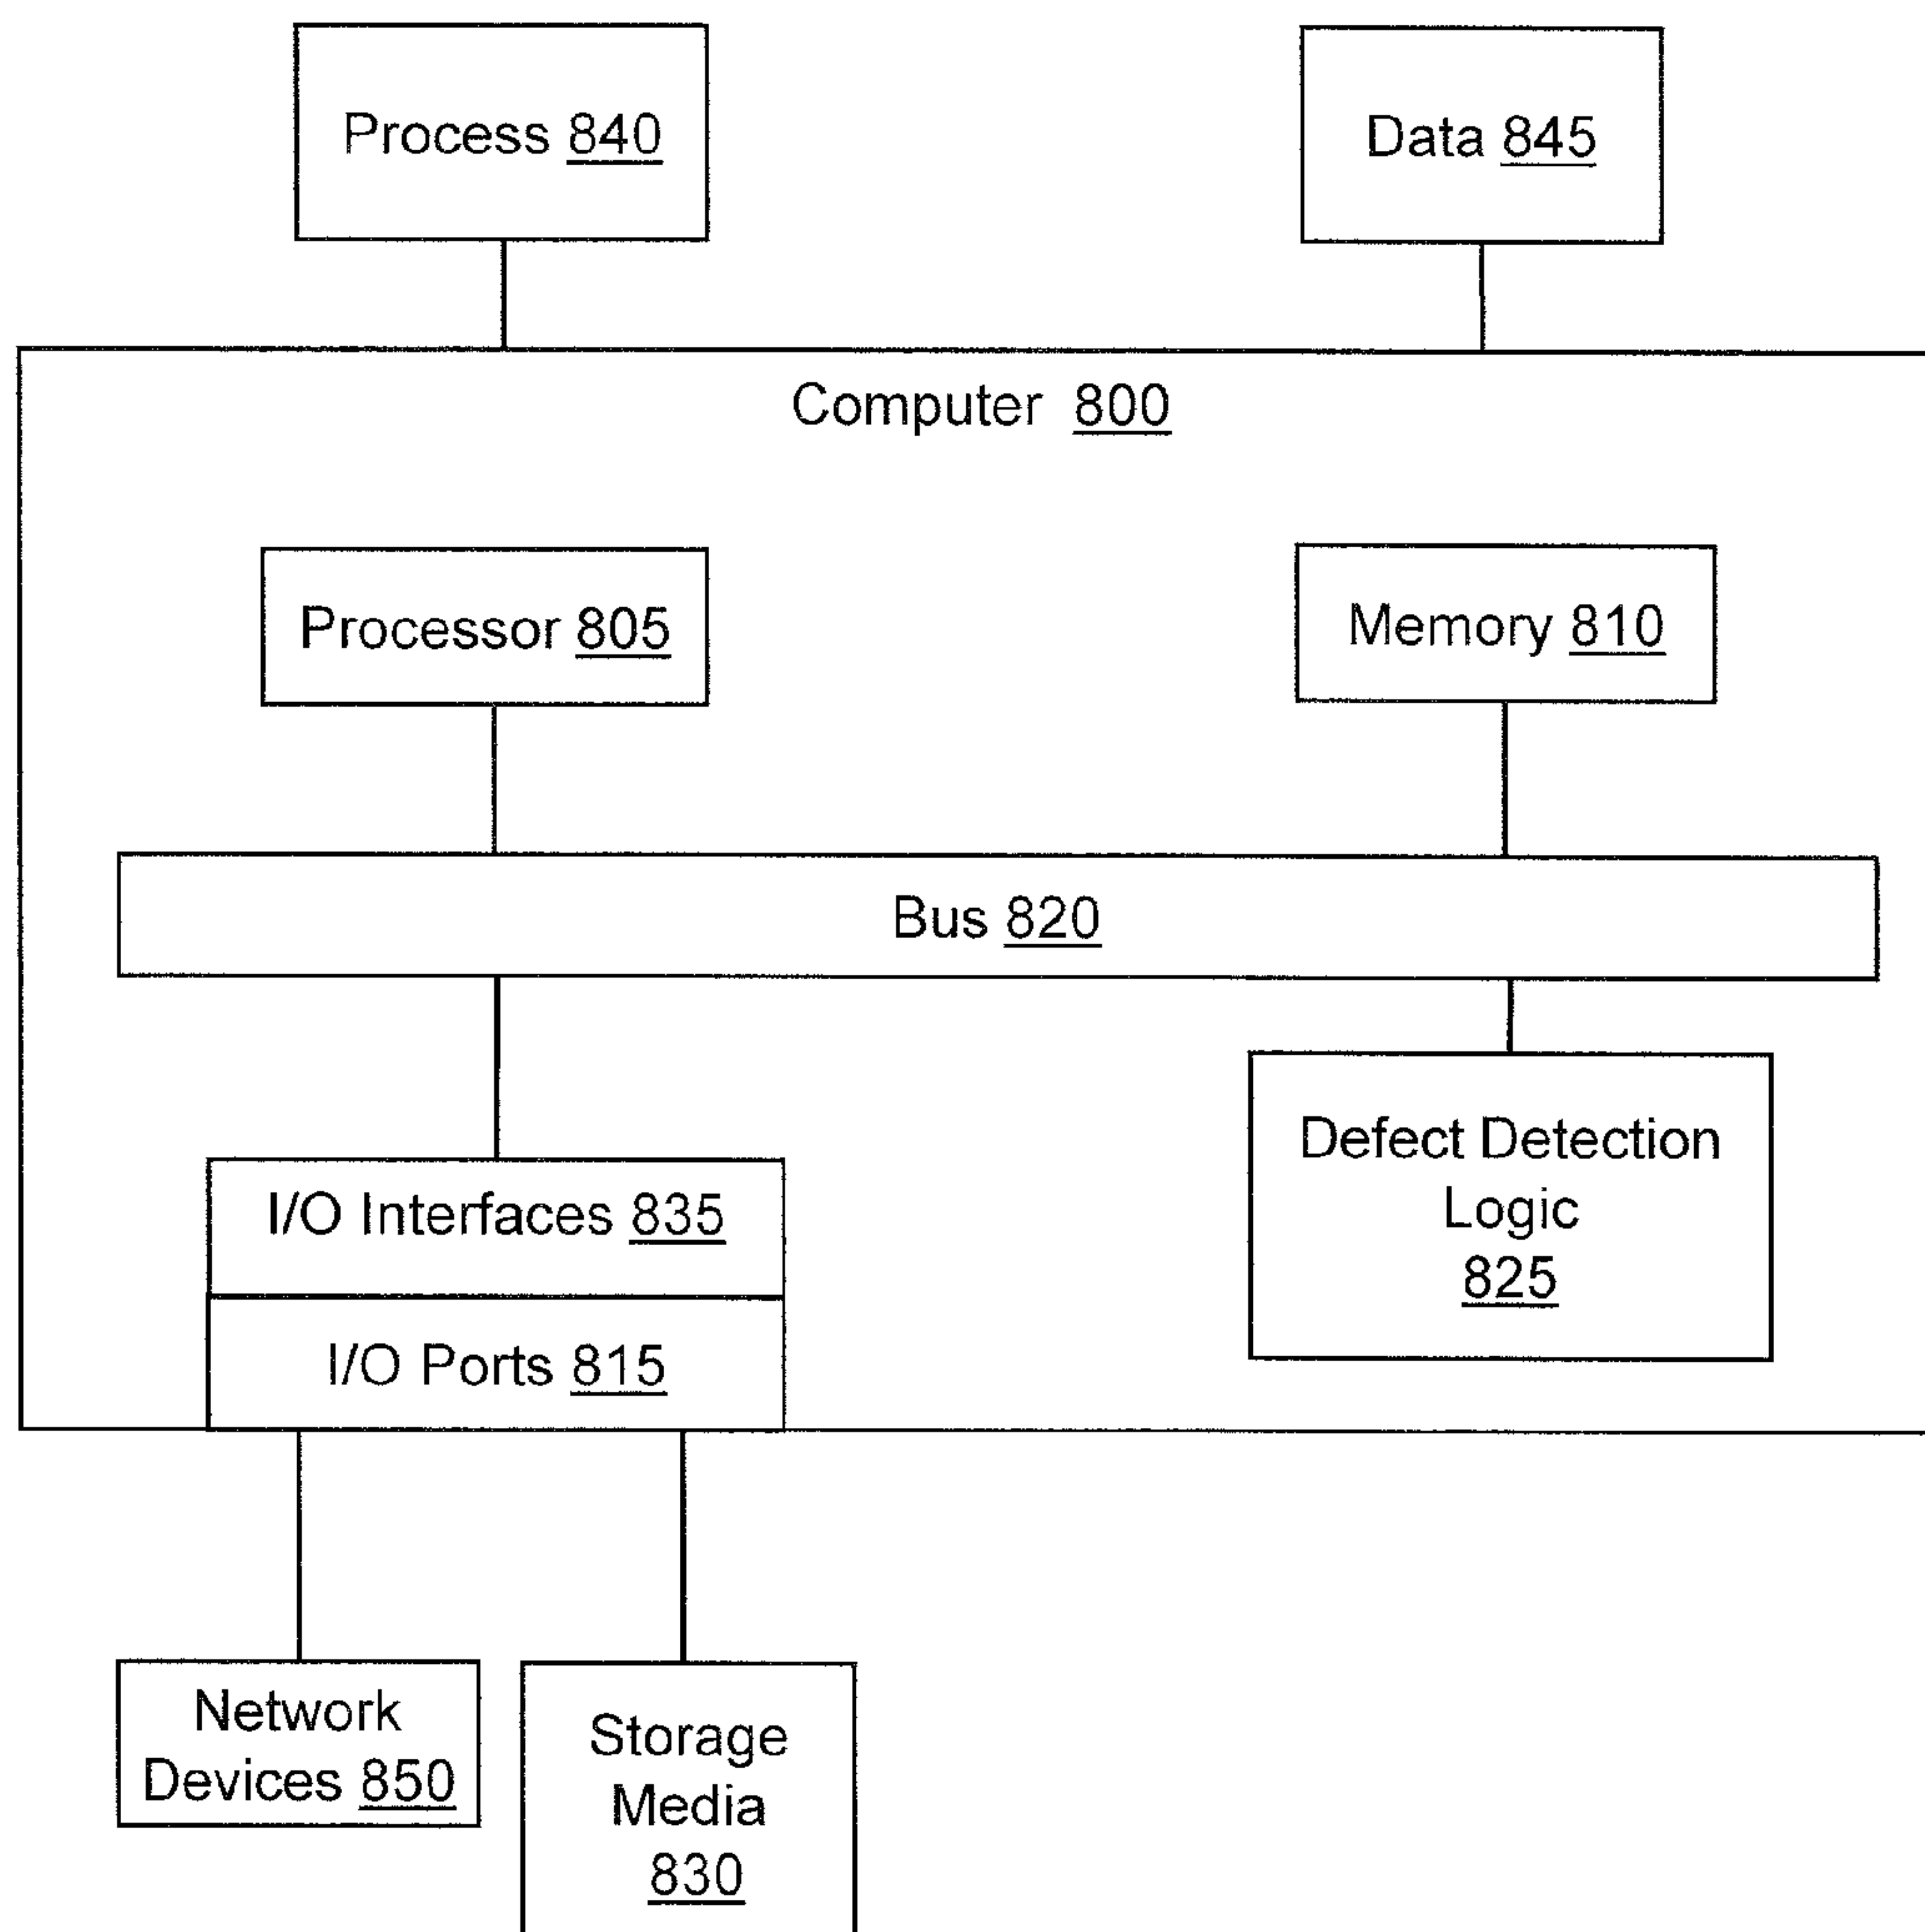 Process 840
Data 845
Computer 800
Processor 805
Memory 810
Bus 820
I/O Interfaces 835
I/O Ports 815
Defect Detection
Logic
825
Network
Devices 850
Storage
Media
830